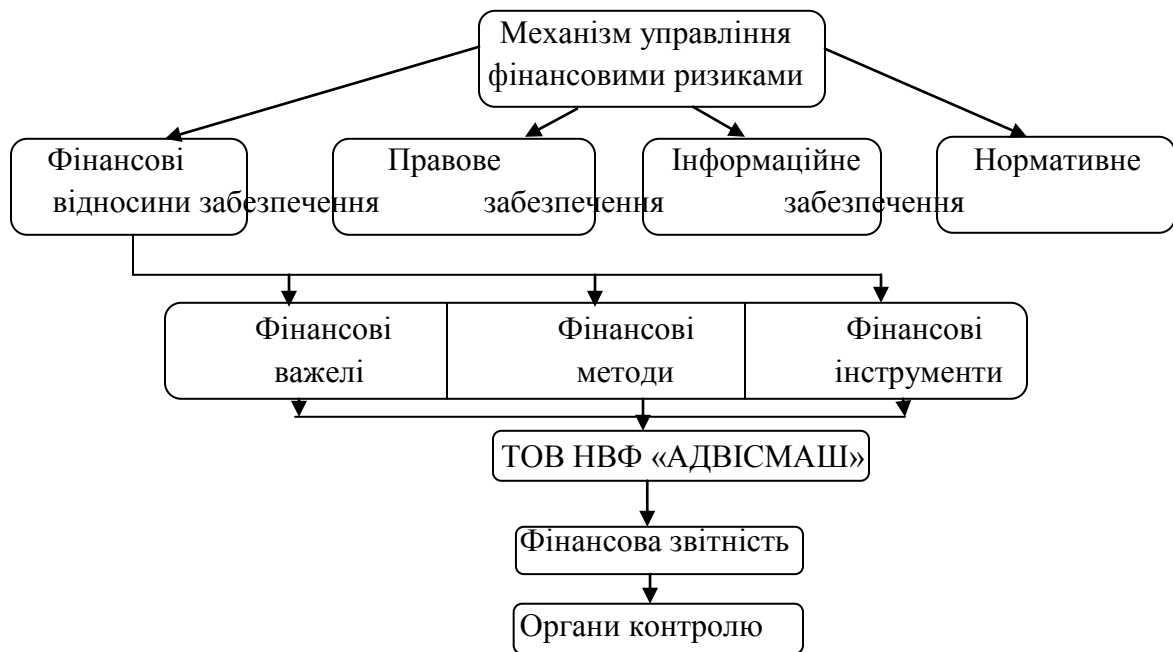 Механізм управління
фінансовими ризиками
Фінансові Правове Інформаційне Нормативне
відносини забезпечення забезпечення забезпечення
Фінансові Фінансові Фінансові
важелі методи інструменти
ТОВ НВФ «АДВІСМАШ»
Фінансова звітність
Органи контролю